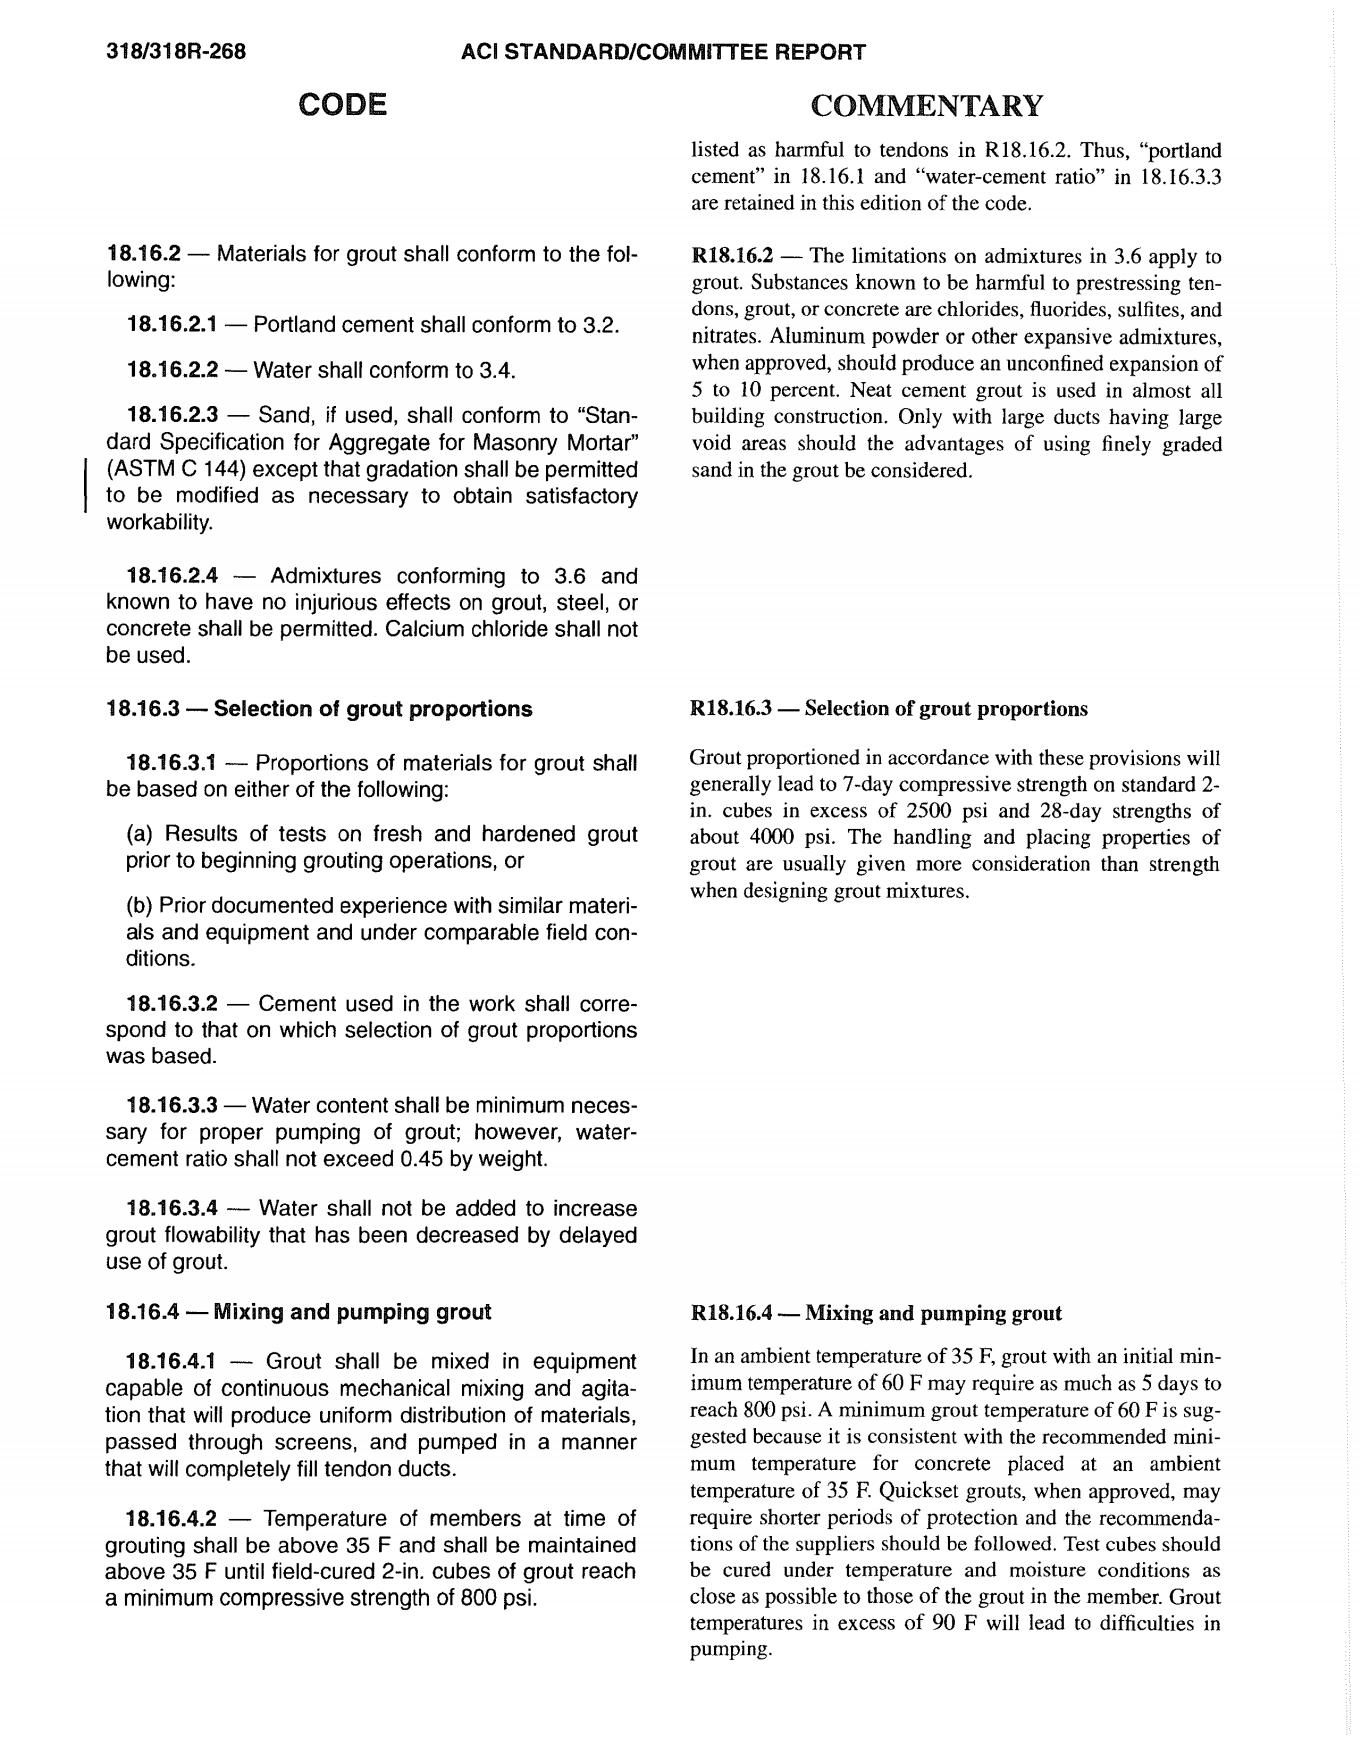 318/318R-268
ACI STANDARD/COMMITTEE REPORT
CODE
18.16.2 — Materials for grout shall conform to the fol-
lowing:
18.16.2.1 — Portland cement shall conform to 3.2.
18.16.2.2 — Water shall conform to 3.4.
18.16.2.3 — Sand, if used, shall conform to “Stan-
dard Specification for Aggregate for Masonry Mortar”
(ASTM C 144) except that gradation shall be permitted
to be modified as necessary to obtain satisfactory
workability.
18.16.2.4 — Admixtures conforming to 3.6 and
known to have no injurious effects on grout, steel, or
concrete shall be permitted. Calcium chloride shall not
be used.
18.16.3 — Selection of grout proportions
18.16.3.1 — Proportions of materials for grout shall
be based on either of the following:
(a) Results of tests on fresh and hardened grout
prior to beginning grouting operations, or
(b) Prior documented experience with similar materi-
als and equipment and under comparable field con-
ditions.
18.16.3.2 — Cement used in the work shall corre-
spond to that on which selection of grout proportions
was based.
18.16.3.3 — Water content shall be minimum neces-
sary for proper pumping of grout; however, water-
cement ratio shall not exceed 0.45 by weight.
18.16.3.4 — Water shall not be added to increase
grout flowability that has been decreased by delayed
use of grout.
18.16.4 — Mixing and pumping grout
18.16.4.1 — Grout shall be mixed in equipment
capable of continuous mechanical mixing and agita-
tion that will produce uniform distribution of materials,
passed through screens, and pumped in a manner
that will completely fill tendon ducts.
18.16.4.2 — Temperature of members at time of
grouting shall be above 35 F and shall be maintained
above 35 F until field-cured 2-in. cubes of grout reach
a minimum compressive strength of 800 psi.
COMMENTARY
listed as harmful to tendons in R18.16.2. Thus, “portland
cement” in 18.16.1 and “water-cement ratio” in 18.16.3.3
are retained in this edition of the code.
R18.16.2 — The limitations on admixtures in 3.6 apply to
grout. Substances known to be harmful to prestressing ten-
dons, grout, or concrete are chlorides, fluorides, sulfites, and
nitrates. Aluminum powder or other expansive admixtures,
when approved, should produce an unconfined expansion of
5 to 10 percent. Neat cement grout is used in almost all
building construction. Only with large ducts having large
void areas should the advantages of using finely graded
sand in the grout be considered.
R18.16.3 — Selection of grout proportions
Grout proportioned in accordance with these provisions will
generally lead to 7-day compressive strength on standard 2-
in. cubes in excess of 2500 psi and 28-day strengths of
about 4000 psi. The handling and placing properties of
grout are usually given more consideration than strength
when designing grout mixtures.
R18.16.4 — Mixing and pumping grout
In an ambient temperature of 35 F, grout with an initial min-
imum temperature of 60 F may require as much as 5 days to
reach 800 psi. A minimum grout temperature of 60 F is sug-
gested because it is consistent with the recommended mini-
mum temperature for concrete placed at an ambient
temperature of 35 F. Quickset grouts, when approved, may
require shorter periods of protection and the recommenda-
tions of the suppliers should be followed. Test cubes should
be cured under temperature and moisture conditions as
close as possible to those of the grout in the member. Grout
temperatures in excess of 90 F will lead to difficulties in
pumping.